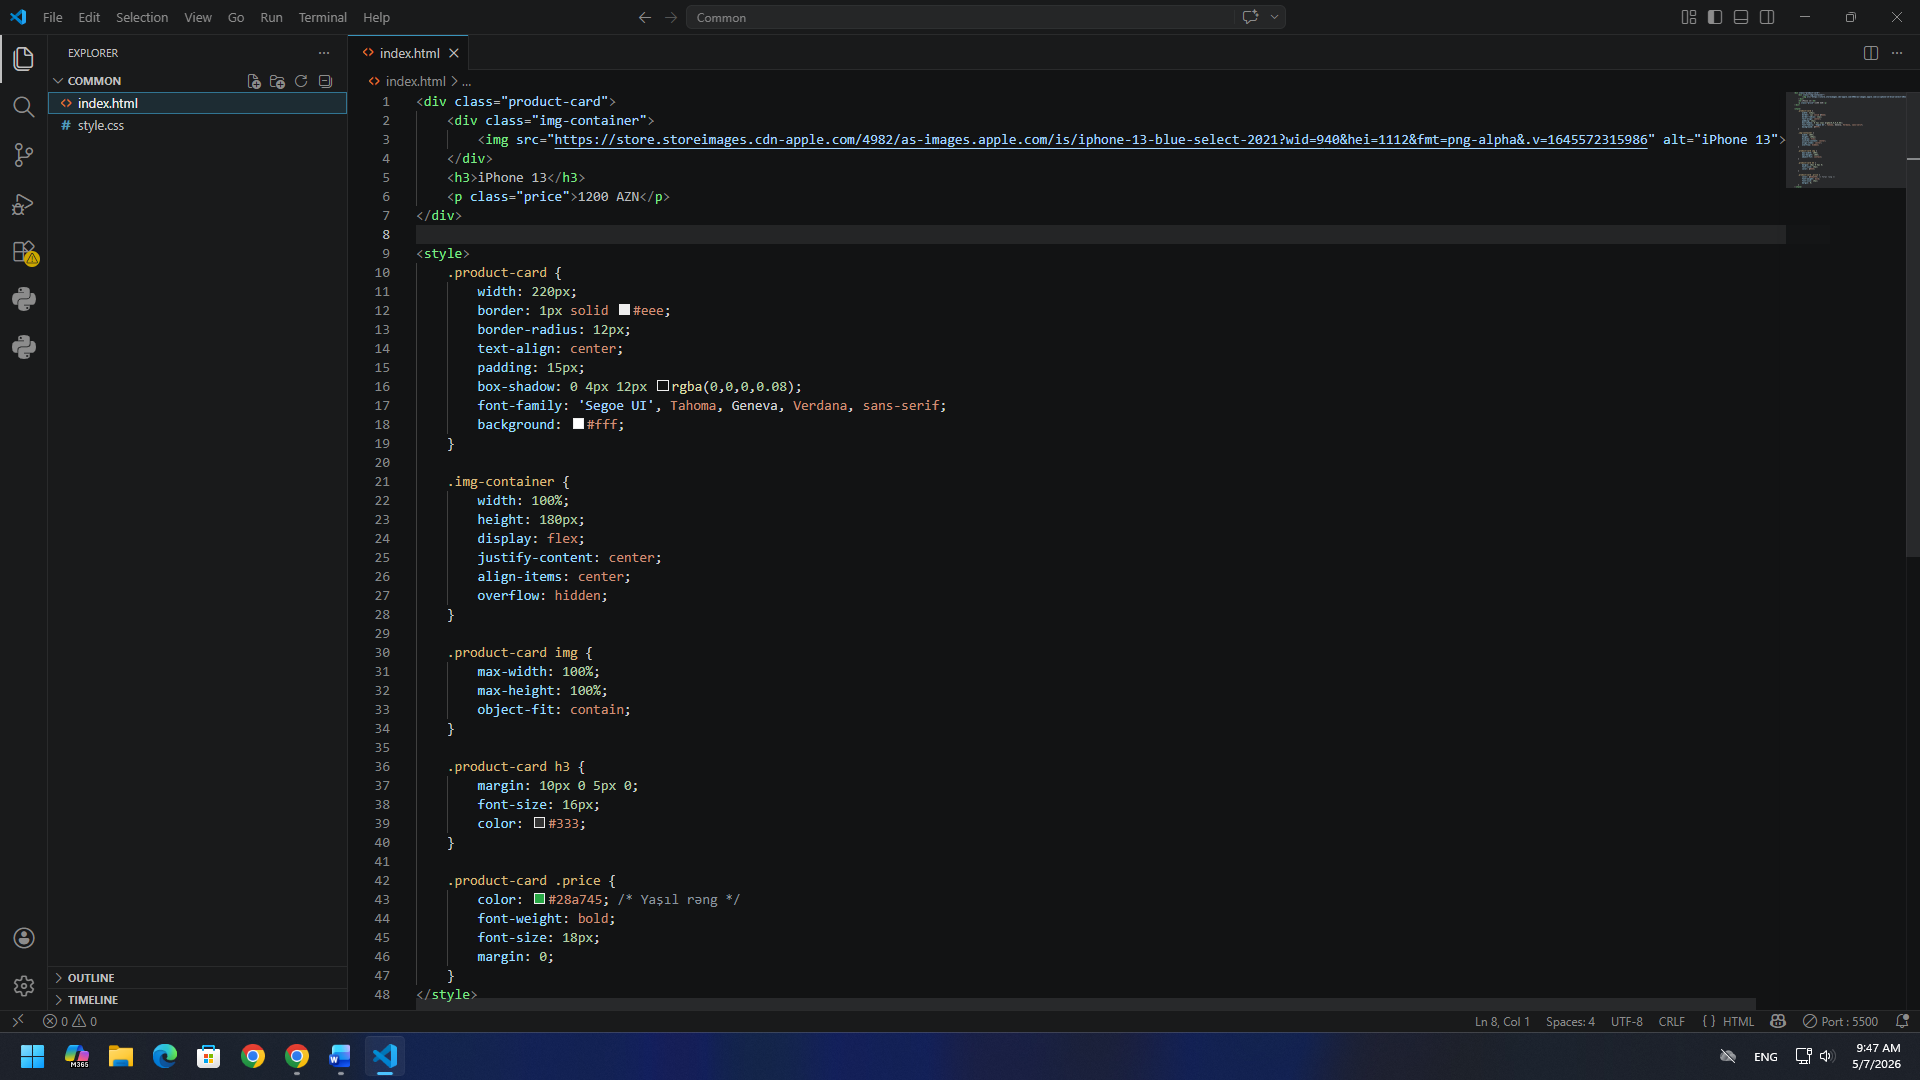 File Edit Selection View Go Run Terminal Help
Common
EXPLORER
COMMON
index.html
style.css
OUTLINE
TIMELINE
index.html
index.html > ...
1 <div class="product-card">
2 <div class="img-container">
3 <img src="https://store.storeimages.cdn-apple.com/4982/as-images.apple.com/is/iphone-13-blue-select-2021?wid=940&hei=1112&fmt=png-alpha&.v=1645572315986" alt="iPhone 13">
4 </div>
5 <h3>iPhone 13</h3>
6 <p class="price">1200 AZN</p>
7 </div>
8
9 <style>
10 .product-card {
11 width: 220px;
12 border: 1px solid #eee;
13 border-radius: 12px;
14 text-align: center;
15 padding: 15px;
16 box-shadow: 0 4px 12px rgba(0,0,0,0.08);
17 font-family: 'Segoe UI', Tahoma, Geneva, Verdana, sans-serif;
18 background: #fff;
19 }
20
21 .img-container {
22 width: 100%;
23 height: 180px;
24 display: flex;
25 justify-content: center;
26 align-items: center;
27 overflow: hidden;
28 }
29
30 .product-card img {
31 max-width: 100%;
32 max-height: 100%;
33 object-fit: contain;
34 }
35
36 .product-card h3 {
37 margin: 10px 0 5px 0;
38 font-size: 16px;
39 color: #333;
40 }
41
42 .product-card .price {
43 color: #28a745; /* Yaşıl rəng */
44 font-weight: bold;
45 font-size: 18px;
46 margin: 0;
47 }
48 </style>
0 0
Ln 8, Col 1 Spaces: 4 UTF-8 CRLF { } HTML Port : 5500
M365
ENG
9:47 AM
5/7/2026